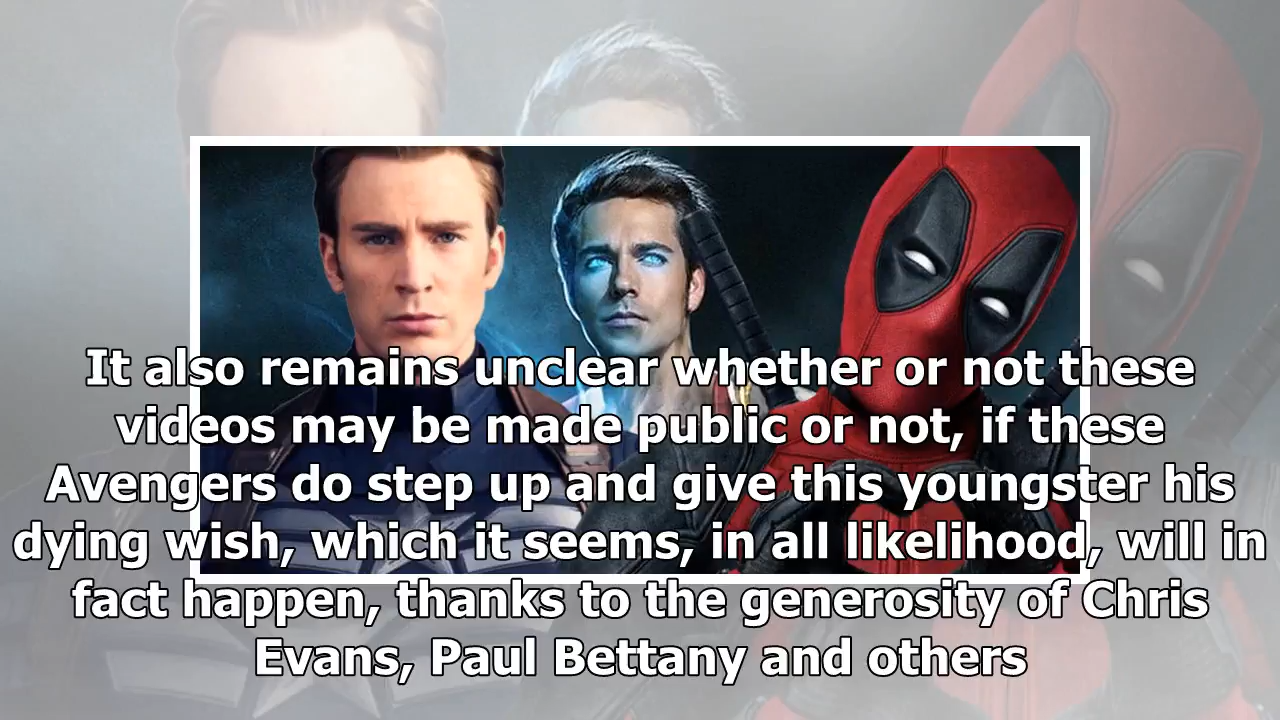 It also remains unclear whether or not these
videos may be made public or not, if these
Avengers do step up and give this youngster his
dying wish, which it seems, in all likelihood, will in
fact happen, thanks to the generosity of Chris
Evans, Paul Bettany and others